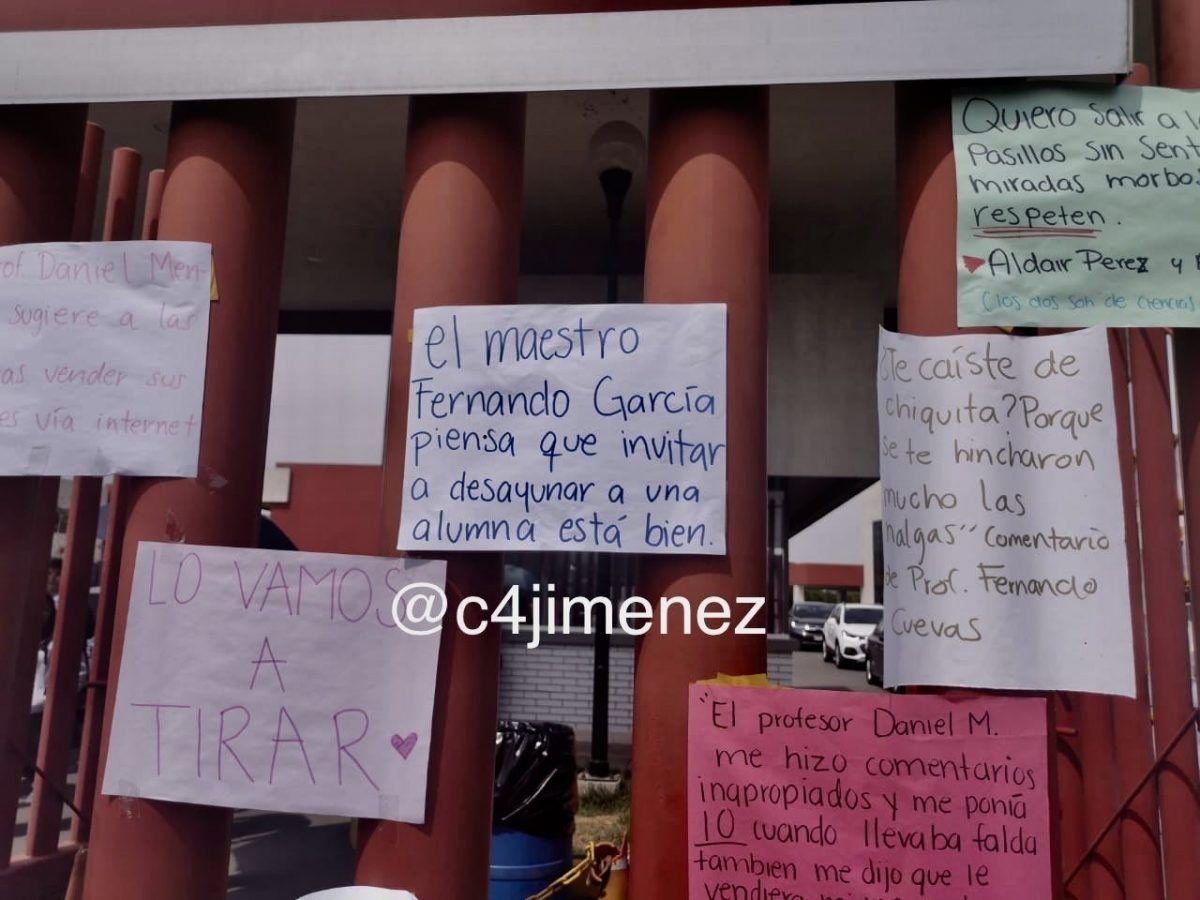 Quiero salir a l
Pasillos sin sent
miradas morbo
respeten.
Aldair Perez y
(los dos son de ciencias
of. Daniel Men-
sugiere a las
as vender sus
es vía internet
el maestro
Fernando García
piensa que invitar
a desayunar a una
alumna está bien.
¿Te caíste de
chiquita? Porque
se te hincharon
mucho las
nalgas" comentario
de Prof. Fernando
Cuevas
LO VAMOS
A
TIRAR
@c4jimenez
"El profesor Daniel M.
me hizo comentarios
inapropiados y me ponía
10 cuando llevaba falda
tambien me dijo que le
vendiera